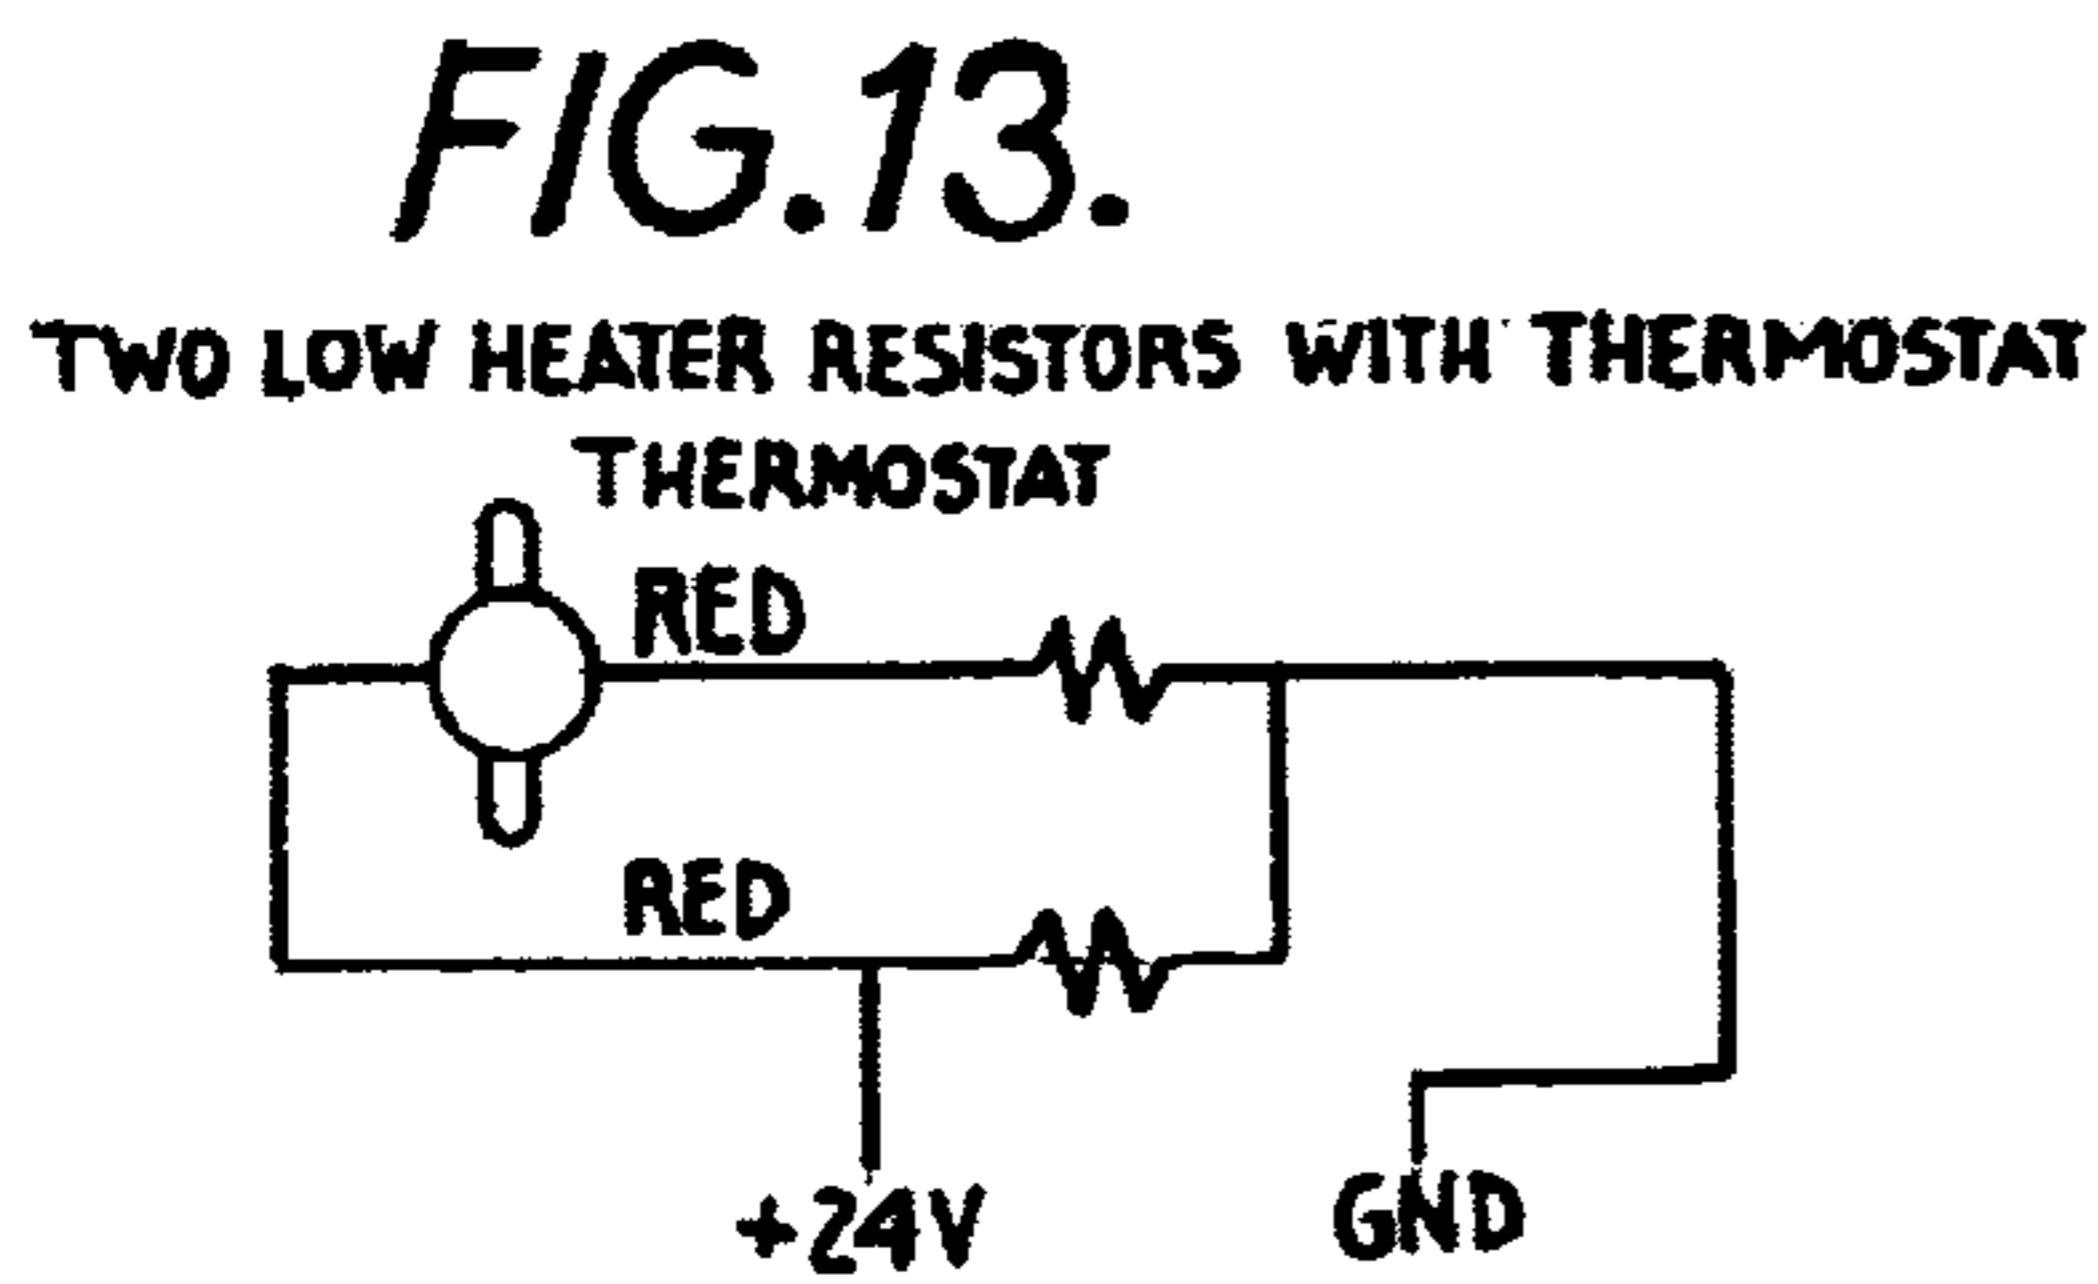 FIG.13.
TWO LOW HEATER RESISTORS WITH THERMOSTAT
THERMOSTAT
RED
RED
+24V
GND